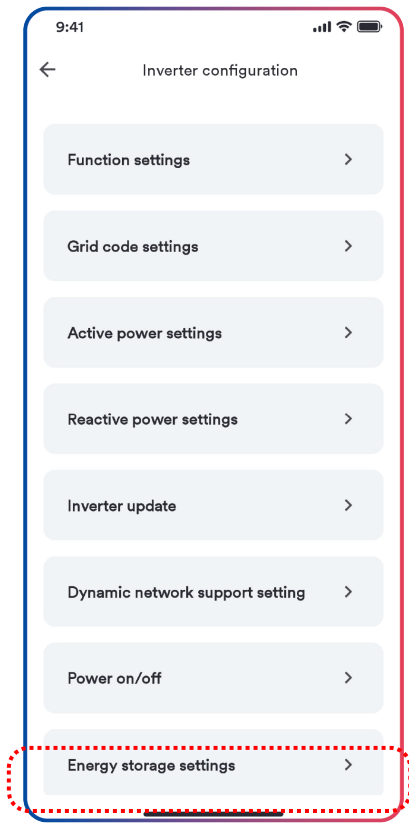 9:41
Inverter configuration
Function settings
Grid code settings
Active power settings
Reactive power settings
Inverter update
Dynamic network support setting
Power on/off
Energy storage settings